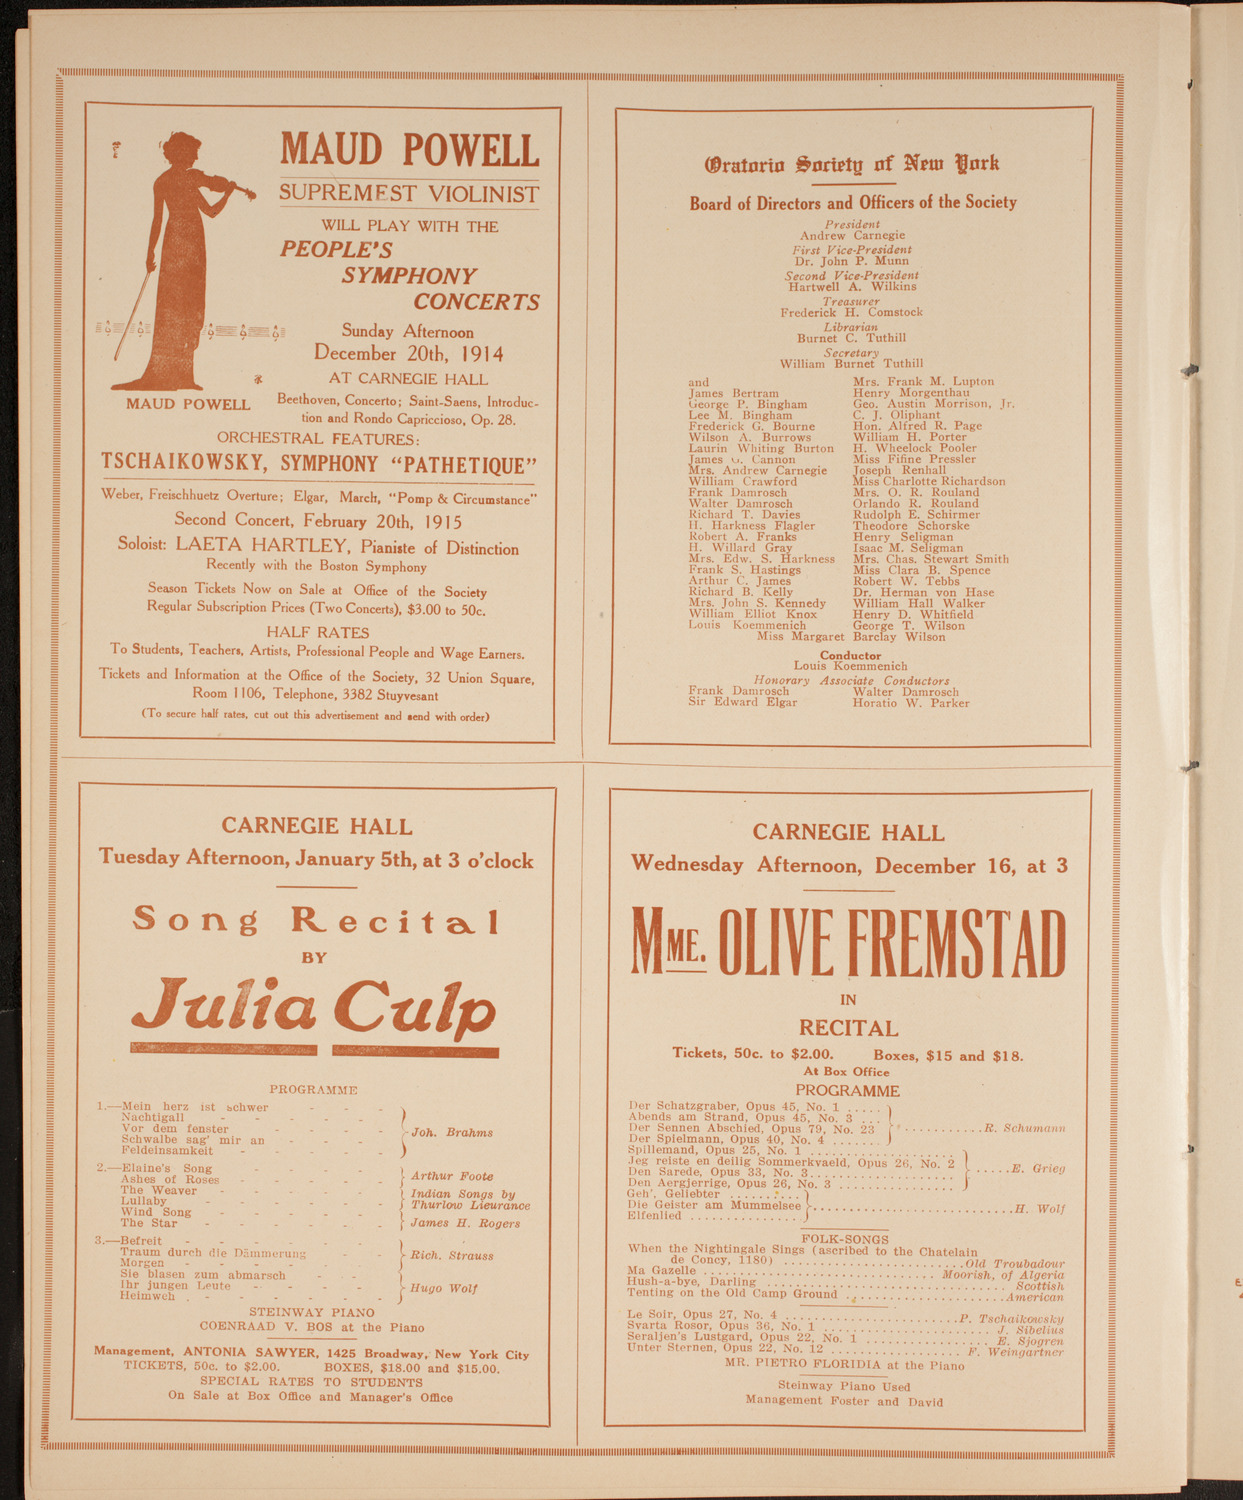 MAUD POWELL
SUPREMEST VIOLINIST
WILL PLAY WITH THE
PEOPLE'S
SYMPHONY
CONCERTS
Sunday Afternoon
December 20th, 1914
AT CARNEGIE HALL
MAUD POWELL
Beethoven, Concerto; Saint-Saens, Introduc-
tion and Rondo Capriccioso, Op. 28.
ORCHESTRAL FEATURES:
TSCHAIKOWSKY, SYMPHONY "PATHETIQUE"
Weber, Freischhuetz Overture; Elgar, March, "Pomp & Circumstance"
Second Concert, February 20th, 1915
Soloist: LAETA HARTLEY, Pianiste of Distinction
Recently with the Boston Symphony
Season Tickets Now on Sale at Office of the Society
Regular Subscription Prices (Two Concerts), $3.00 to 50c.
HALF RATES
To Students, Teachers, Artists, Professional People and Wage Earners.
Tickets and Information at the Office of the Society, 32 Union Square,
Room 1106, Telephone, 3382 Stuyvesant
(To secure half rates, cut out this advertisement and send with order)
Oratorio Society of New York
Board of Directors and Officers of the Society
President
Andrew Carnegie
First Vice-President
Dr. John P. Munn
Second Vice-President
Hartwell A. Wilkins
Treasurer
Frederick H. Comstock
Librarian
Burnet C. Tuthill
Secretary
William Burnet Tuthill
and
James Bertram
George P. Bingham
Lee M. Bingham
Frederick G. Bourne
Wilson A. Burrows
Laurin Whiting Burton
James G. Cannon
Mrs. Andrew Carnegie
William Crawford
Frank Damrosch
Walter Damrosch
Richard T. Davies
H. Harkness Flagler
Robert A. Franks
H. Willard Gray
Mrs. Edw. S. Harkness
Frank S. Hastings
Arthur C. James
Richard B. Kelly
Mrs. John S. Kennedy
William Elliot Knox
Louis Koemmenich
Mrs. Frank M. Lupton
Henry Morgenthau
Geo. Austin Morrison, Jr.
C. J. Oliphant
Hon. Alfred R. Page
William H. Porter
H. Wheelock Pooler
Miss Fifine Pressler
Joseph Renhall
Miss Charlotte Richardson
Mrs. O. R. Rouland
Orlando R. Rouland
Rudolph E. Schirmer
Theodore Schorske
Henry Seligman
Isaac M. Seligman
Mrs. Chas. Stewart Smith
Miss Clara B. Spence
Robert W. Tebbs
Dr. Herman von Hase
William Hall Walker
Henry D. Whitfield
George T. Wilson
Miss Margaret Barclay Wilson
Conductor
Louis Koemmenich
Honorary Associate Conductors
Frank Damrosch Walter Damrosch
Sir Edward Elgar Horatio W. Parker
CARNEGIE HALL
Tuesday Afternoon, January 5th, at 3 o'clock
Song Recital
BY
Julia Culp
PROGRAMME
1.—Mein herz ist schwer
Nachtigall
Vor dem fenster
Schwalbe sag' mir an
Feldeinsamkeit
Joh. Brahms
2.—Elaine's Song
Ashes of Roses
Arthur Foote
The Weaver
Lullaby
Indian Songs by
Thurlow Lieurance
Wind Song
The Star
James H. Rogers
3.—Befreit
Traum durch die Dämmerung
Morgen
Rich. Strauss
Sie blasen zum abmarsch
Ihr jungen Leute
Heimweh
Hugo Wolf
STEINWAY PIANO
COENRAAD V. BOS at the Piano
Management, ANTONIA SAWYER, 1425 Broadway, New York City
TICKETS, 50c. to $2.00. BOXES, $18.00 and $15.00.
SPECIAL RATES TO STUDENTS
On Sale at Box Office and Manager's Office
CARNEGIE HALL
Wednesday Afternoon, December 16, at 3
MME. OLIVE FREMSTAD
IN
RECITAL
Tickets, 50c. to $2.00. Boxes, $15 and $18.
At Box Office
PROGRAMME
Der Schatzgraber, Opus 45, No. 1 .....
Abends am Strand, Opus 45, No. 3 ...
Der Sennen Abschied, Opus 79, No. 23
Der Spielmann, Opus 40, No. 4 .......
R. Schumann
Spillemand, Opus 25, No. 1 ...................
Jeg reiste en deilig Sommerkvaeld, Opus 26, No. 2
Den Sarede, Opus 33, No. 3...................
Den Aergjerrige, Opus 26, No. 3 ................
E. Grieg
Geh', Geliebter ...........
Die Geister am Mummelsee
Elfenlied ................
H. Wolf
FOLK-SONGS
When the Nightingale Sings (ascribed to the Chatelain
de Concy, 1180) ..........................Old Troubadour
Ma Gazelle .................................. Moorish, of Algeria
Hush-a-bye, Darling .................................. Scottish
Tenting on the Old Camp Ground .......................American
Le Soir, Opus 27, No. 4 .........................P. Tschaikowsky
Svarta Rosor, Opus 36, No. 1 ........................ J. Sibelius
Seraljen's Lustgard, Opus 22, No. 1 ................... E. Sjogren
Unter Sternen, Opus 22, No. 12 ................... F. Weingartner
MR. PIETRO FLORIDIA at the Piano
Steinway Piano Used
Management Foster and David